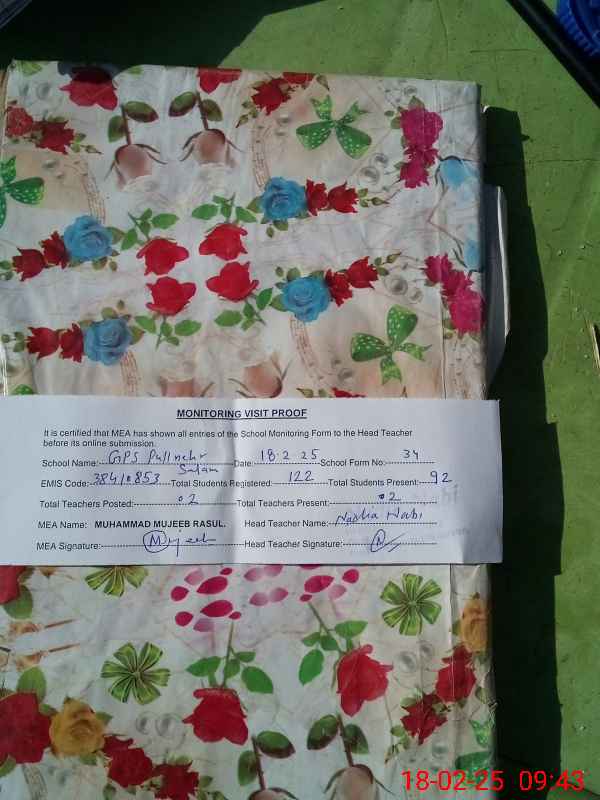 MONITORING VISIT PROOF
It is certified that MEA has shown all entries of the School Monitoring Form to the Head Teacher
before its online submission.
School Name:--GPS Pullnehr Salam--Date:--18.2.25--School Form No:--34
EMIS Code:38410853--Total Students Registered:--122--Total Students Present:--92
Total Teachers Posted:--02--Total Teachers Present:--02
MEA Name: MUHAMMAD MUJEEB RASUL. Head Teacher Name:--Nadia Nabi
MEA Signature:--Mujeeb--Head Teacher Signature:--
18-02-25 09:43